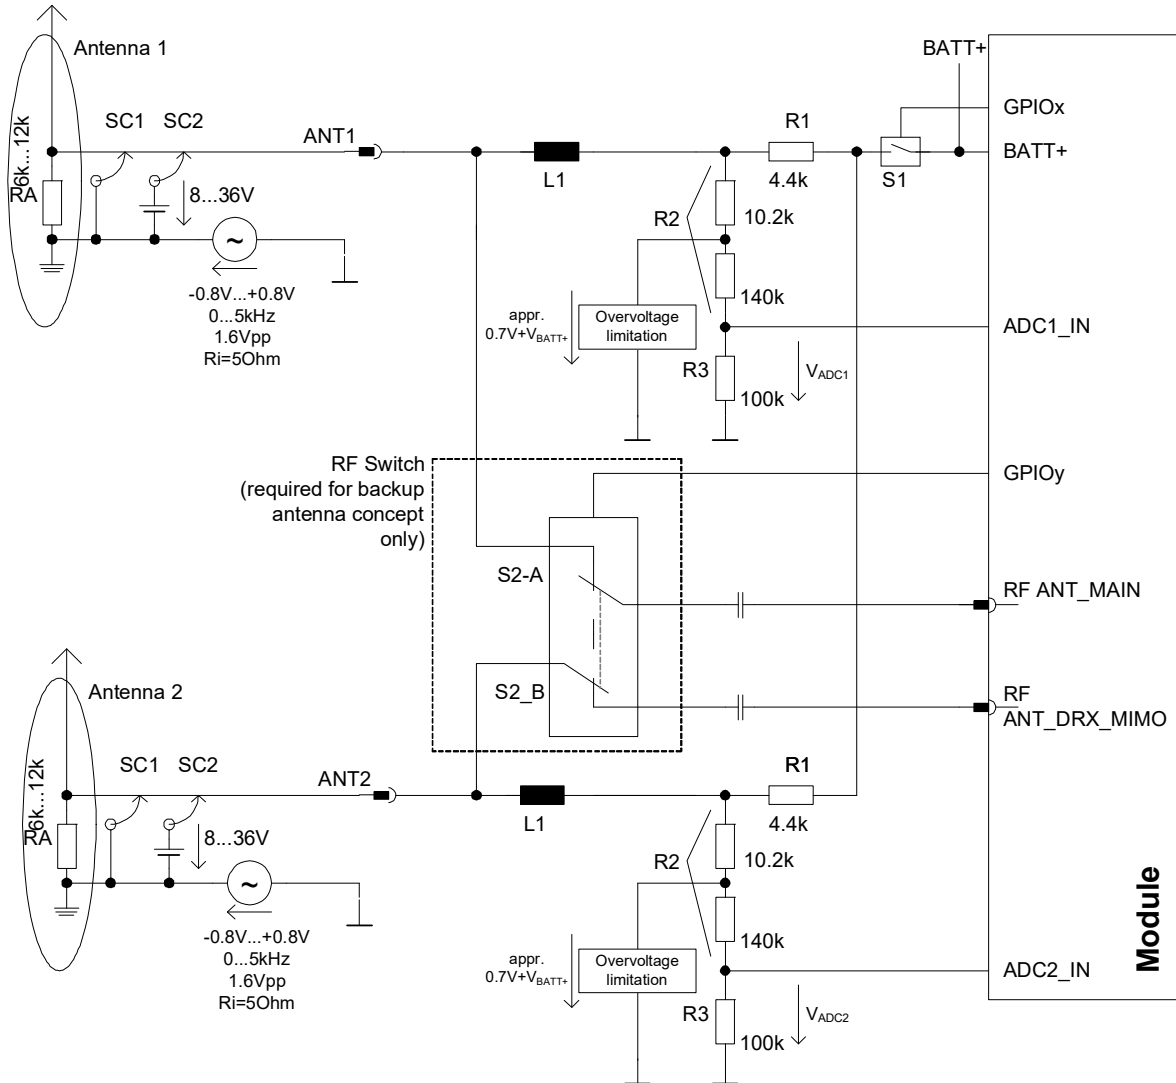 Antenna 1
BATT+
GPIOx
SC1
SC2
ANT1
R1
BATT+
6k...12k
RA
L1
4.4k
S1
8...36V
R2
10.2k
~
-0.8V...+0.8V
0...5kHz
1.6Vpp
Ri=5Ohm
appr.
0.7V+VBATT+
Overvoltage
limitation
140k
ADC1_IN
R3
VADC1
100k
RF Switch
(required for backup
antenna concept
only)
GPIOy
S2-A
RF ANT_MAIN
S2_B
RF
ANT_DRX_MIMO
Antenna 2
SC1
SC2
ANT2
R1
6k...12k
RA
L1
4.4k
8...36V
R2
10.2k
~
-0.8V...+0.8V
0...5kHz
1.6Vpp
Ri=5Ohm
appr.
0.7V+VBATT+
Overvoltage
limitation
140k
ADC2_IN
R3
VADC2
100k
Module